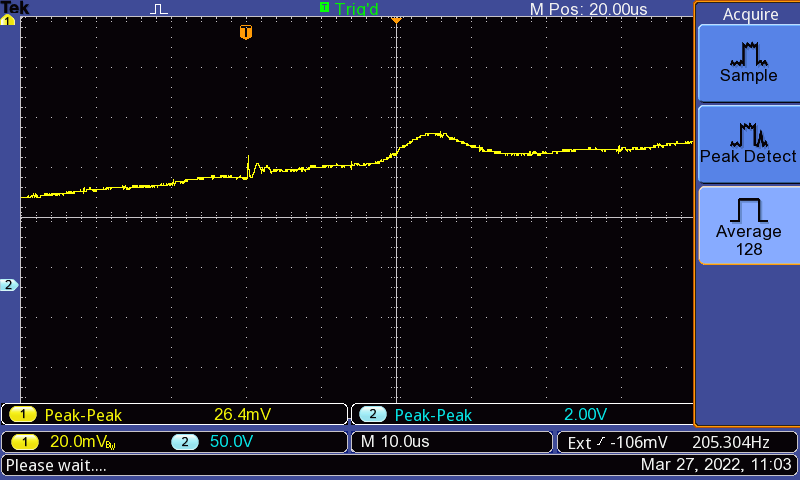 Tek
T Trig'd
M Pos: 20.00us
Acquire
1
T
Sample
Peak Detect
Average
128
2
1 Peak-Peak 26.4mV
2 Peak-Peak 2.00V
1 20.0mVBW
2 50.0V
M 10.0us
Ext -106mV 205.304Hz
Please wait....
Mar 27, 2022, 11:03